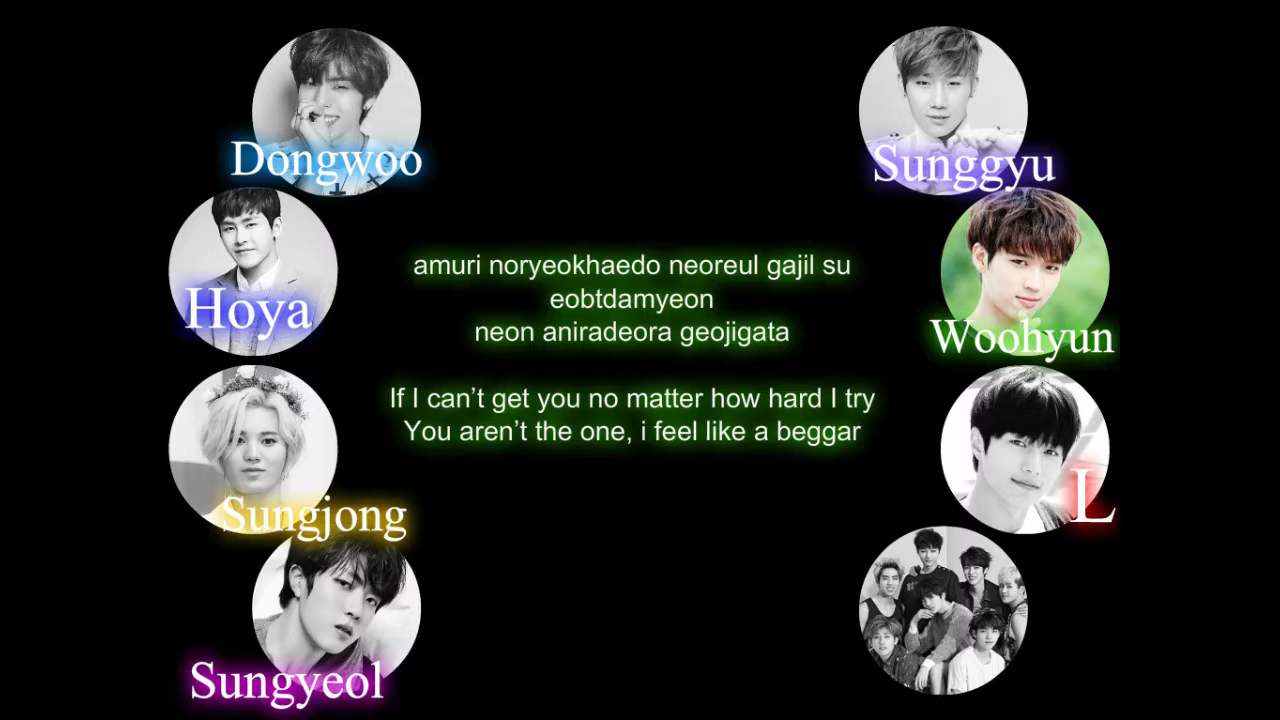 Dongwoo
Sunggyu
Hoya
Woohyun
amuri noryeokhaedo neoreul gajil su
eobtdamyeon
neon aniradeora geojigata
If I can’t get you no matter how hard I try
You aren’t the one, i feel like a beggar
Sungjong
L
Sungyeol